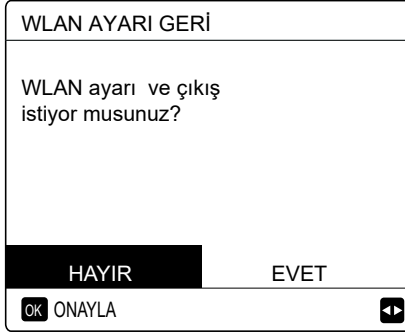 WLAN AYARI GERİ
WLAN ayarı ve çıkış
istiyor musunuz?
HAYIR EVET
OK ONAYLA